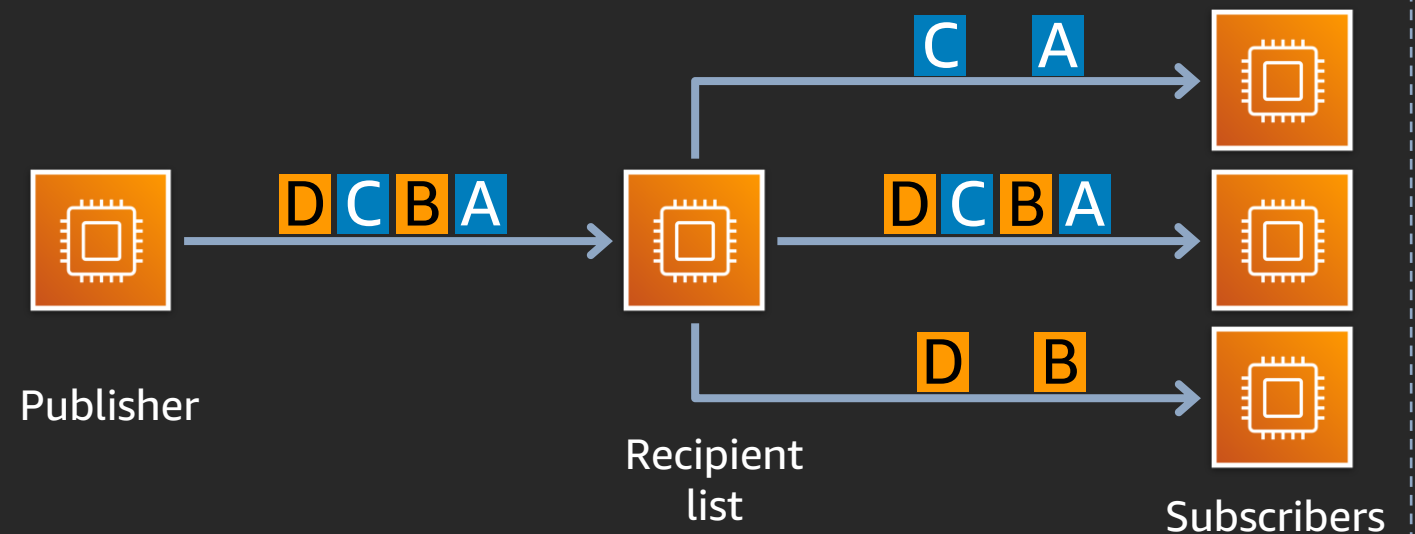 C A
D C B A
D C B A
D B
Publisher
Recipient
list
Subscribers